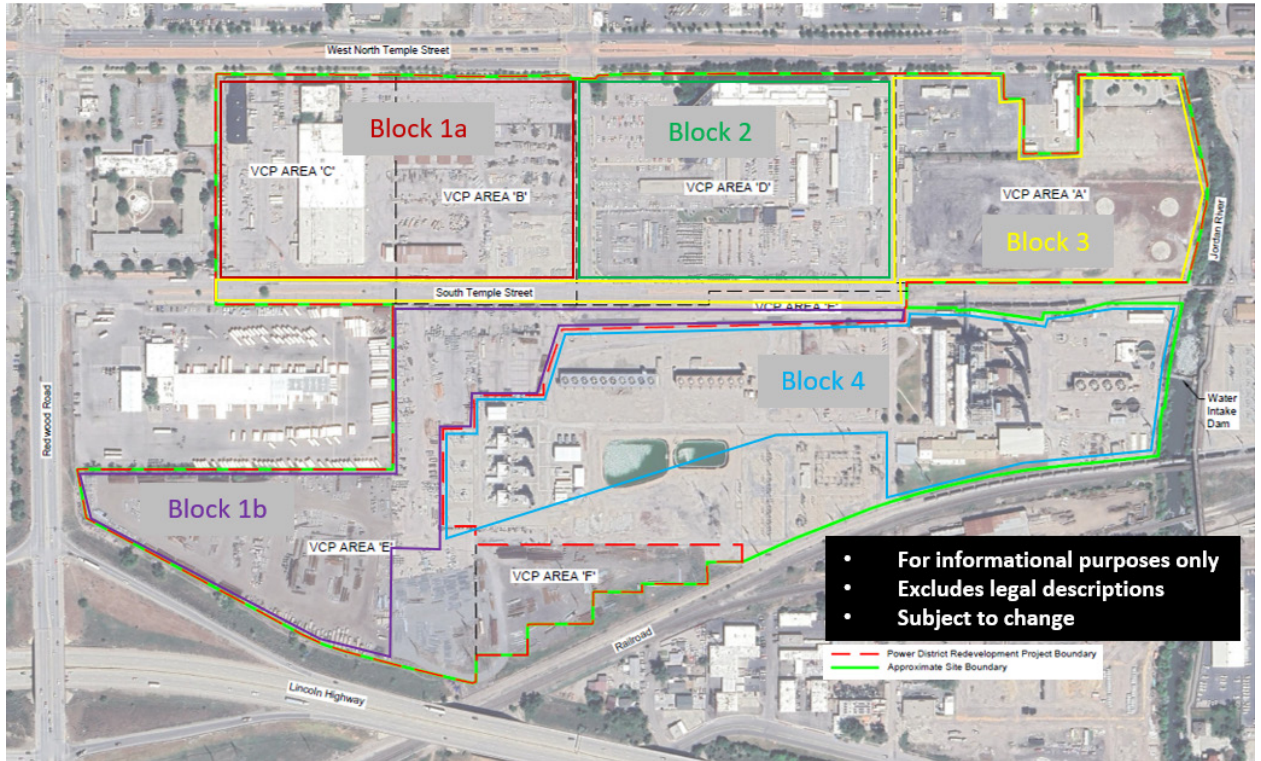 West North Temple Street
Block 1a
Block 2
VCP AREA 'C'
VCP AREA 'B'
VCP AREA 'D'
VCP AREA 'A'
Block 3
Jordan River
South Temple Street
VCP AREA 'E'
Block 4
Redwood Road
Water
Intake
Dam
Block 1b
VCP AREA 'E'
VCP AREA 'F'
• For informational purposes only
• Excludes legal descriptions
• Subject to change
Railroad
Power District Redevelopment Project Boundary
Approximate Site Boundary
Lincoln Highway